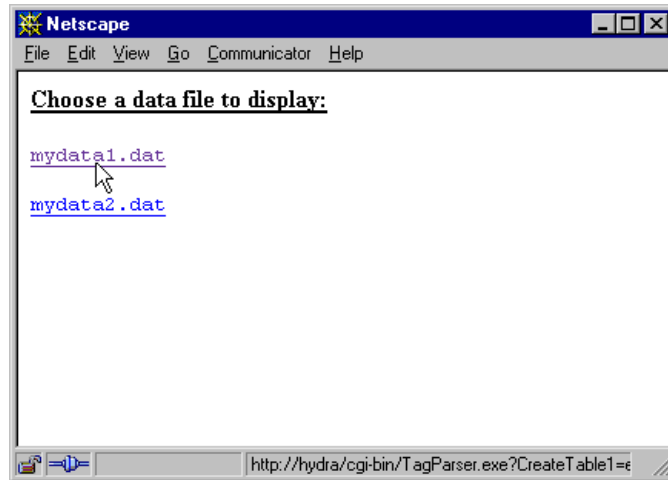 Netscape
File Edit View Go Communicator Help
Choose a data file to display:
mydata1.dat
mydata2.dat
http://hydra/cgi-bin/TagParser.exe?CreateTable1=e